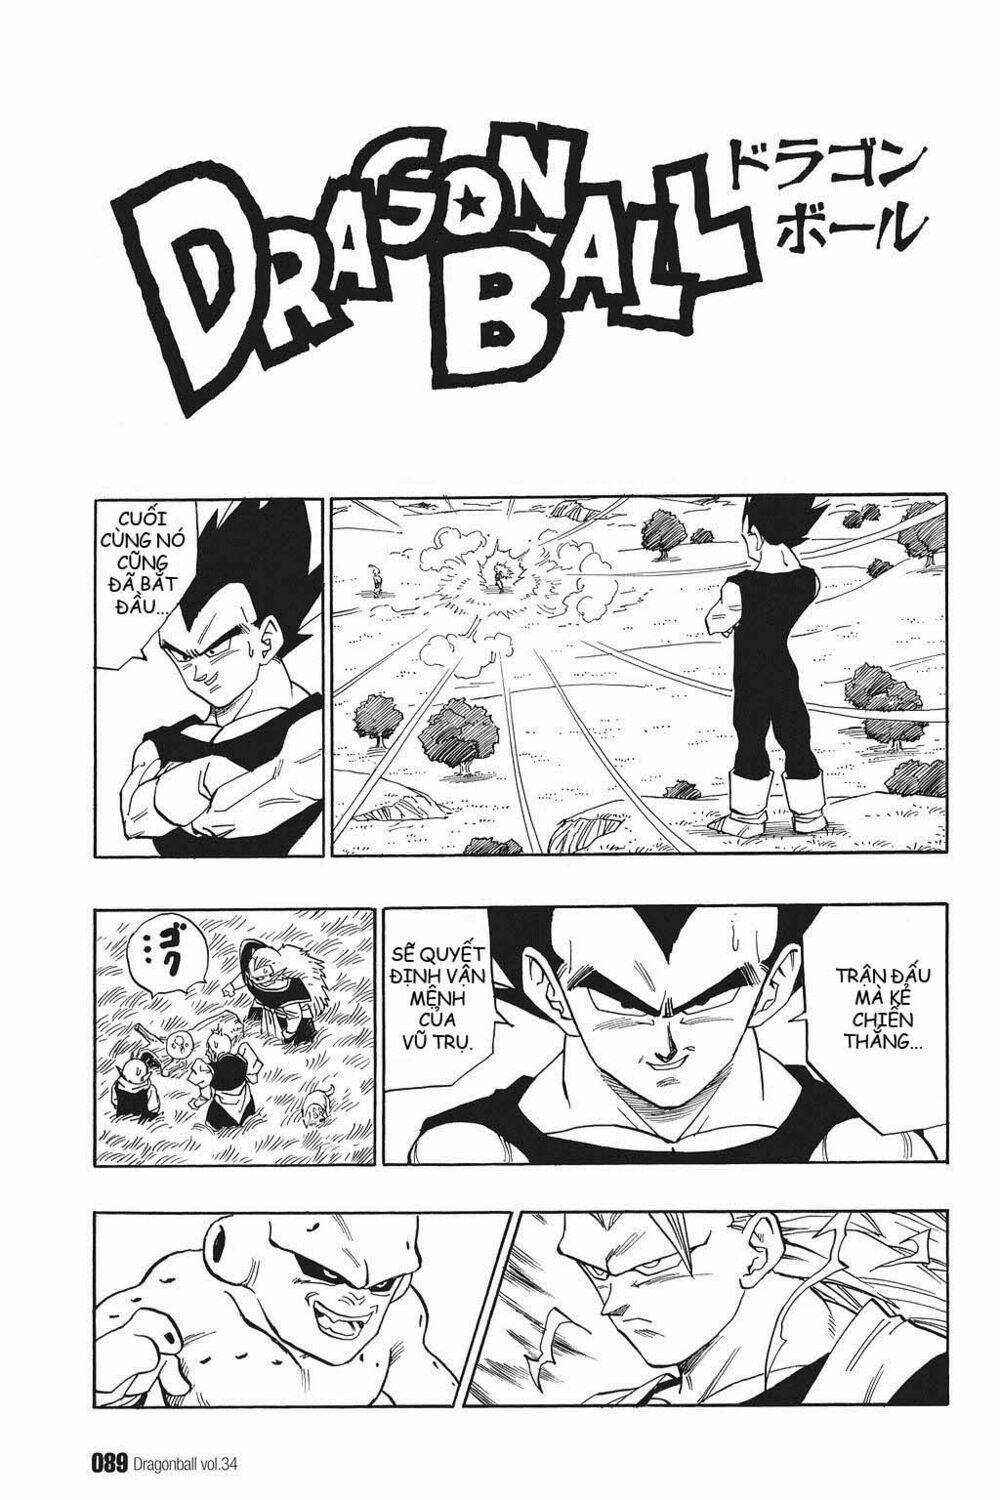 DRAGON
BALL
ドラゴン
ボール
CUỐI
CÙNG NÓ
CŨNG
ĐÃ BẮT
ĐẦU...
TRẬN ĐẤU
MÀ KẺ
CHIẾN
THẮNG...
SẼ QUYẾT
ĐỊNH VẬN
MỆNH
CỦA
VŨ TRỤ.
ゴク…
089 Dragonball vol.34